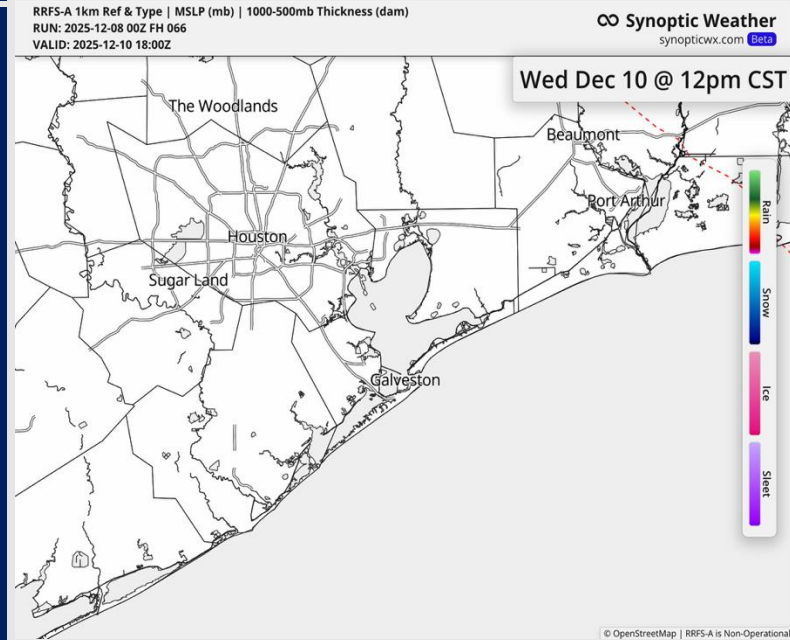 RRFS-A 1km Ref & Type | MSLP (mb) | 1000-500mb Thickness (dam)
RUN: 2025-12-08 00Z FH 066
VALID: 2025-12-10 18:00Z
Synoptic Weather
synopticwx.com Beta
Wed Dec 10 @ 12pm CST
The Woodlands
Beaumont
Port Arthur
Houston
Sugar Land
Galveston
Rain
Snow
Ice
Sleet
© OpenStreetMap | RRFS-A is Non-Operational